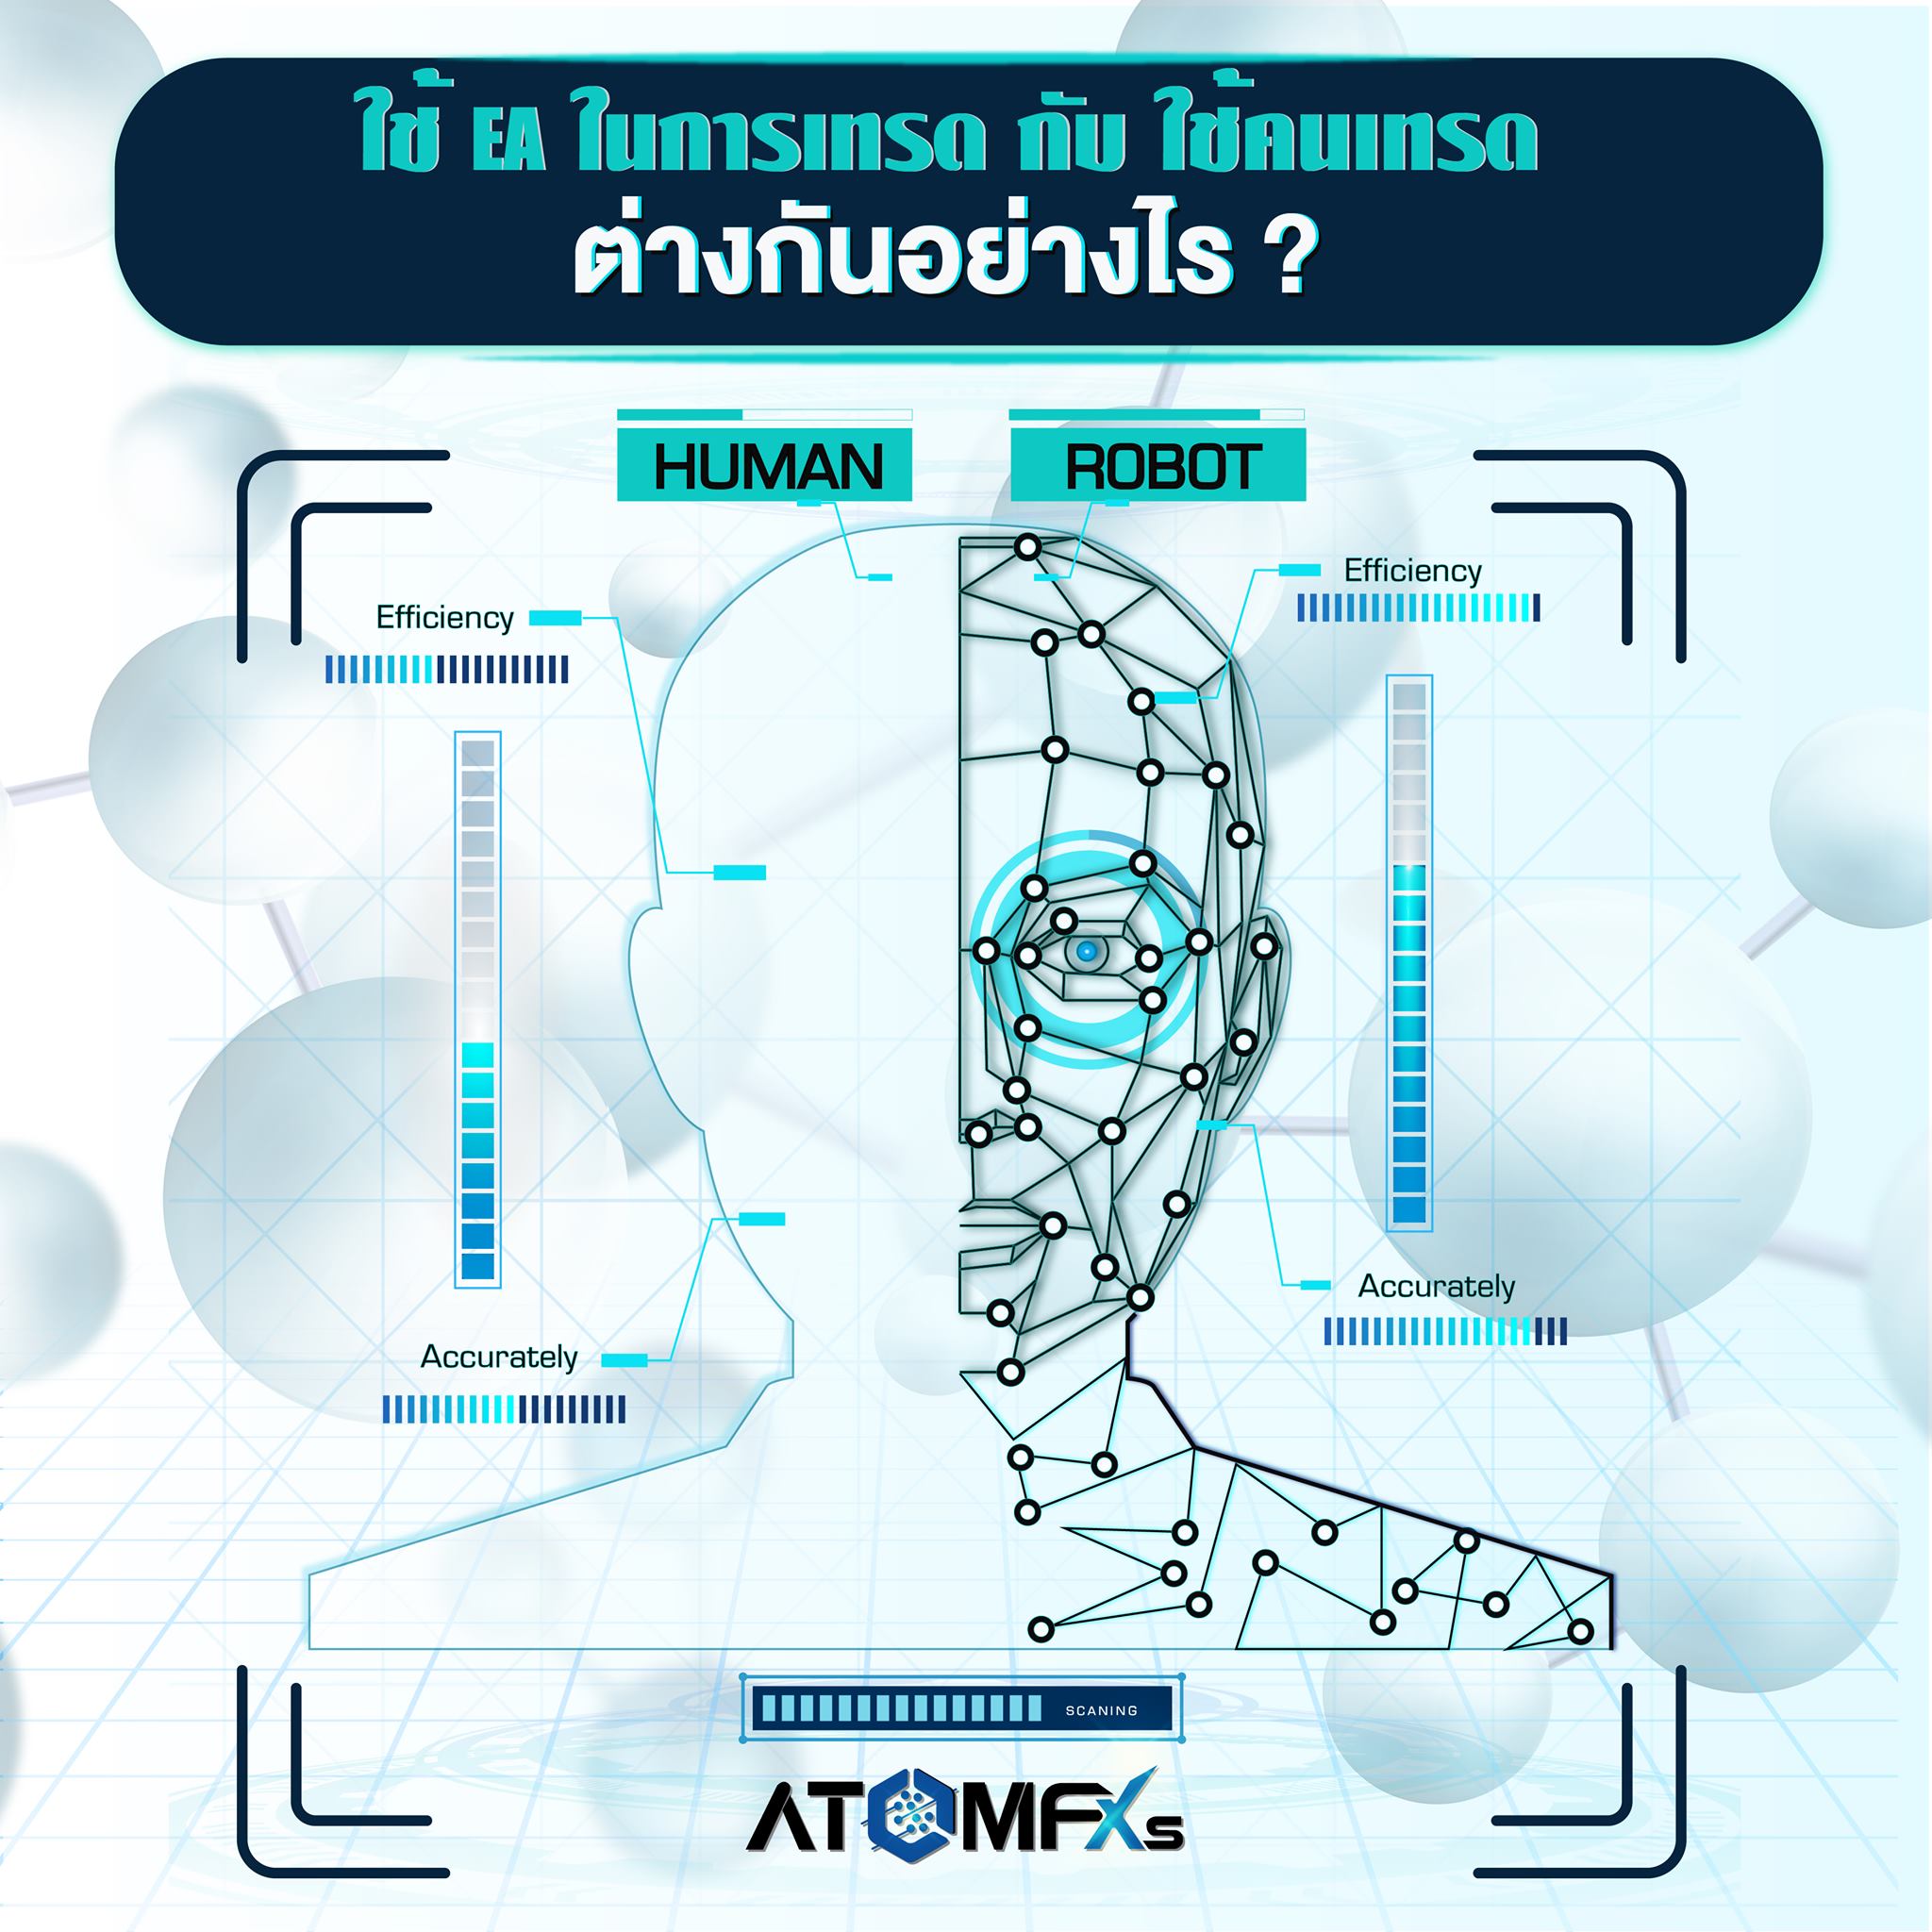 ใช้ EA ในการเทรด กับ ใช้คนเทรด
ต่างกันอย่างไร ?
HUMAN ROBOT
Efficiency
Efficiency
Accurately
Accurately
SCANING
ATOMFXs